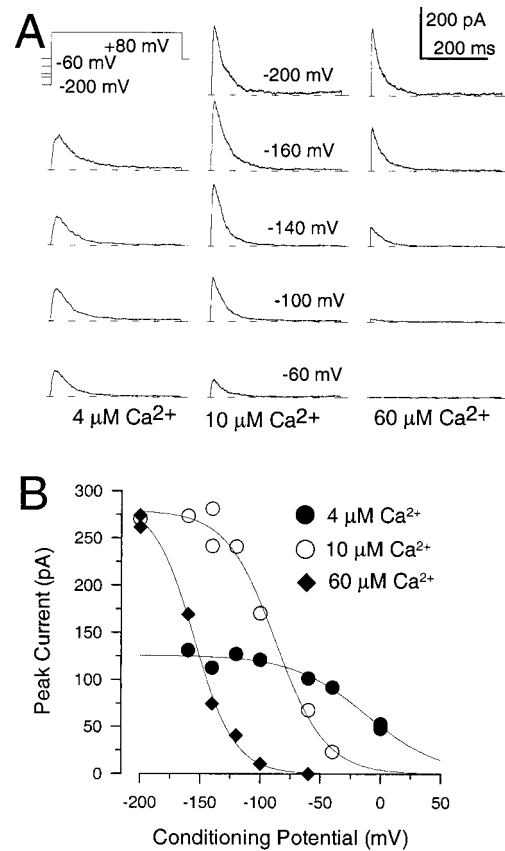 A
+80 mV
-60 mV
-200mV
200 pA
200 ms
-200 mV
-160 mV
-140 mV
-100 mV
-60 mV
4 µM Ca2+
10 µM Ca2+
60 µM Ca2+
B
300
250
200
150
100
50
0
Peak Current (pA)
4 µM Ca2+
10 µM Ca2+
60 µM Ca2+
-200
-150
-100
-50
0
50
Conditioning Potential (mV)